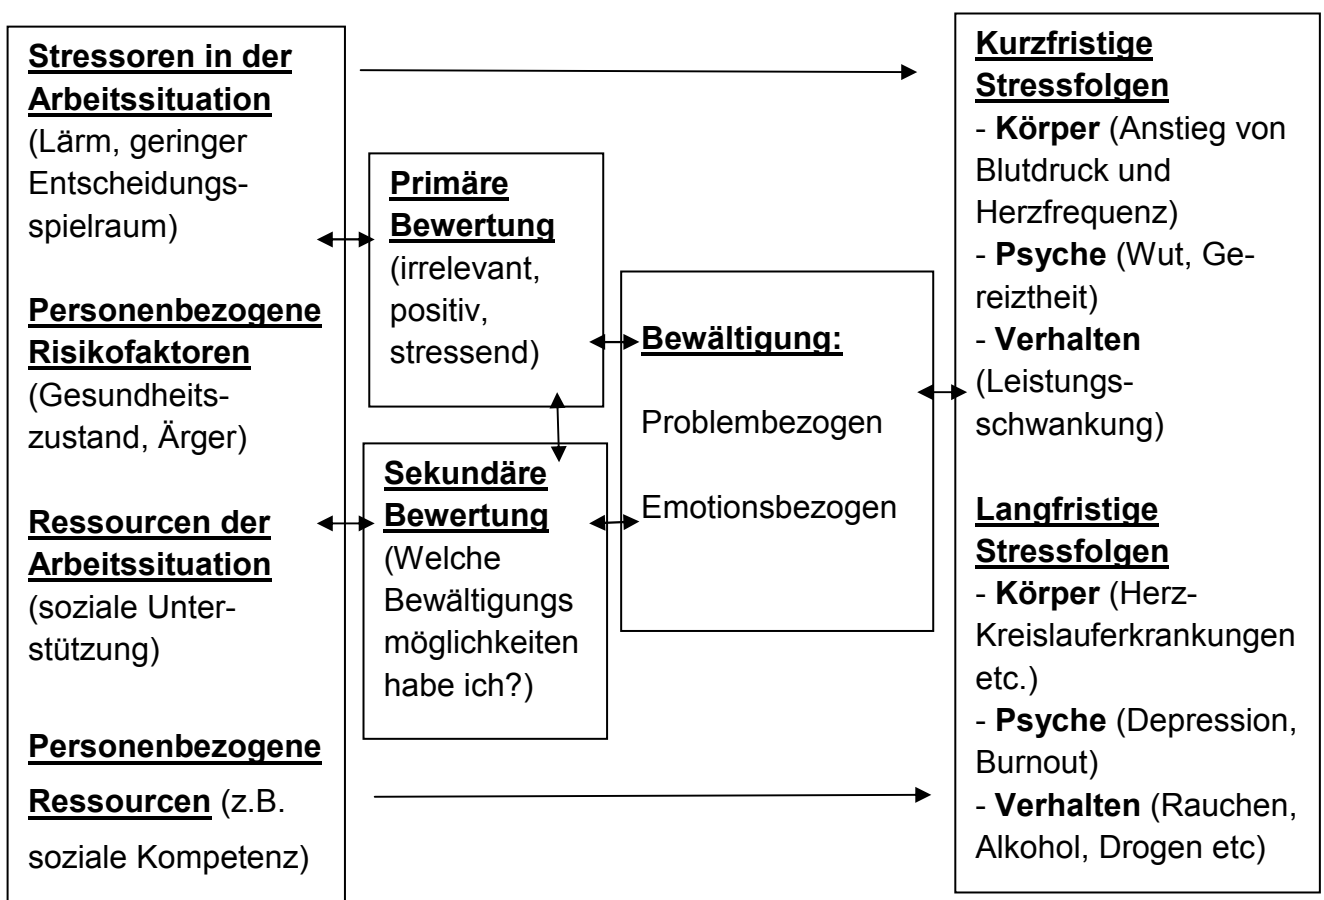 Stressoren in der
Arbeitssituation
(Lärm, geringer
Entscheidungs-
spielraum)
Personenbezogene
Risikofaktoren
(Gesundheits-
zustand, Ärger)
Ressourcen der
Arbeitssituation
(soziale Unter-
stützung)
Personenbezogene
Ressourcen (z.B.
soziale Kompetenz)
Primäre
Bewertung
(irrelevant,
positiv,
stressend)
Sekundäre
Bewertung
(Welche
Bewältigungs
möglichkeiten
habe ich?)
Bewältigung:
Problembezogen
Emotionsbezogen
Kurzfristige
Stressfolgen
- Körper (Anstieg von
Blutdruck und
Herzfrequenz)
- Psyche (Wut, Ge-
reiztheit)
- Verhalten
(Leistungs-
schwankung)
Langfristige
Stressfolgen
- Körper (Herz-
Kreislauferkrankungen
etc.)
- Psyche (Depression,
Burnout)
- Verhalten (Rauchen,
Alkohol, Drogen etc)